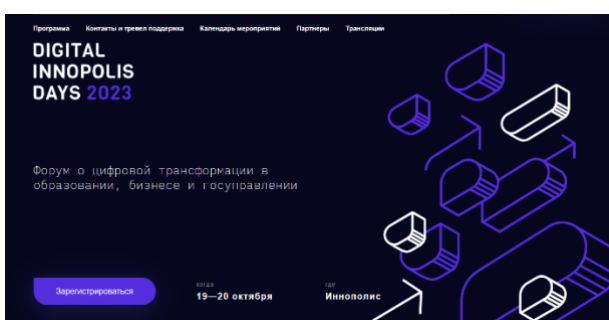 Программа Контакты и тревел поддержка Календарь мероприятий Партнеры Трансляции
DIGITAL
INNOPOLIS
DAYS 2023
Форум о цифровой трансформации в
образовании, бизнесе и госуправлении
Зарегистрироваться
когда
19—20 октября
где
Иннополис